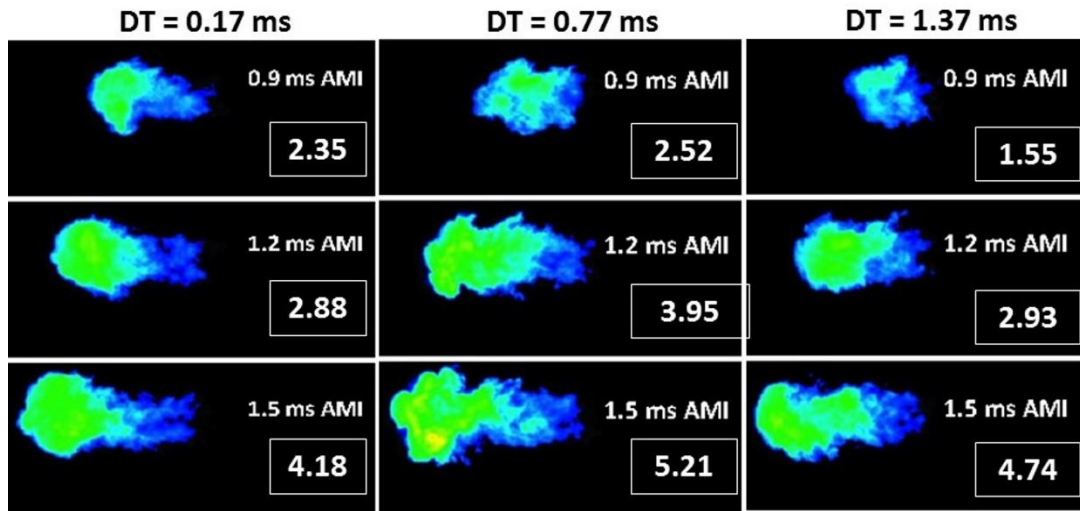 DT = 0.17 ms DT = 0.77 ms DT = 1.37 ms
0.9 ms AMI 0.9 ms AMI 0.9 ms AMI
2.35 2.52 1.55
1.2 ms AMI 1.2 ms AMI 1.2 ms AMI
2.88 3.95 2.93
1.5 ms AMI 1.5 ms AMI 1.5 ms AMI
4.18 5.21 4.74